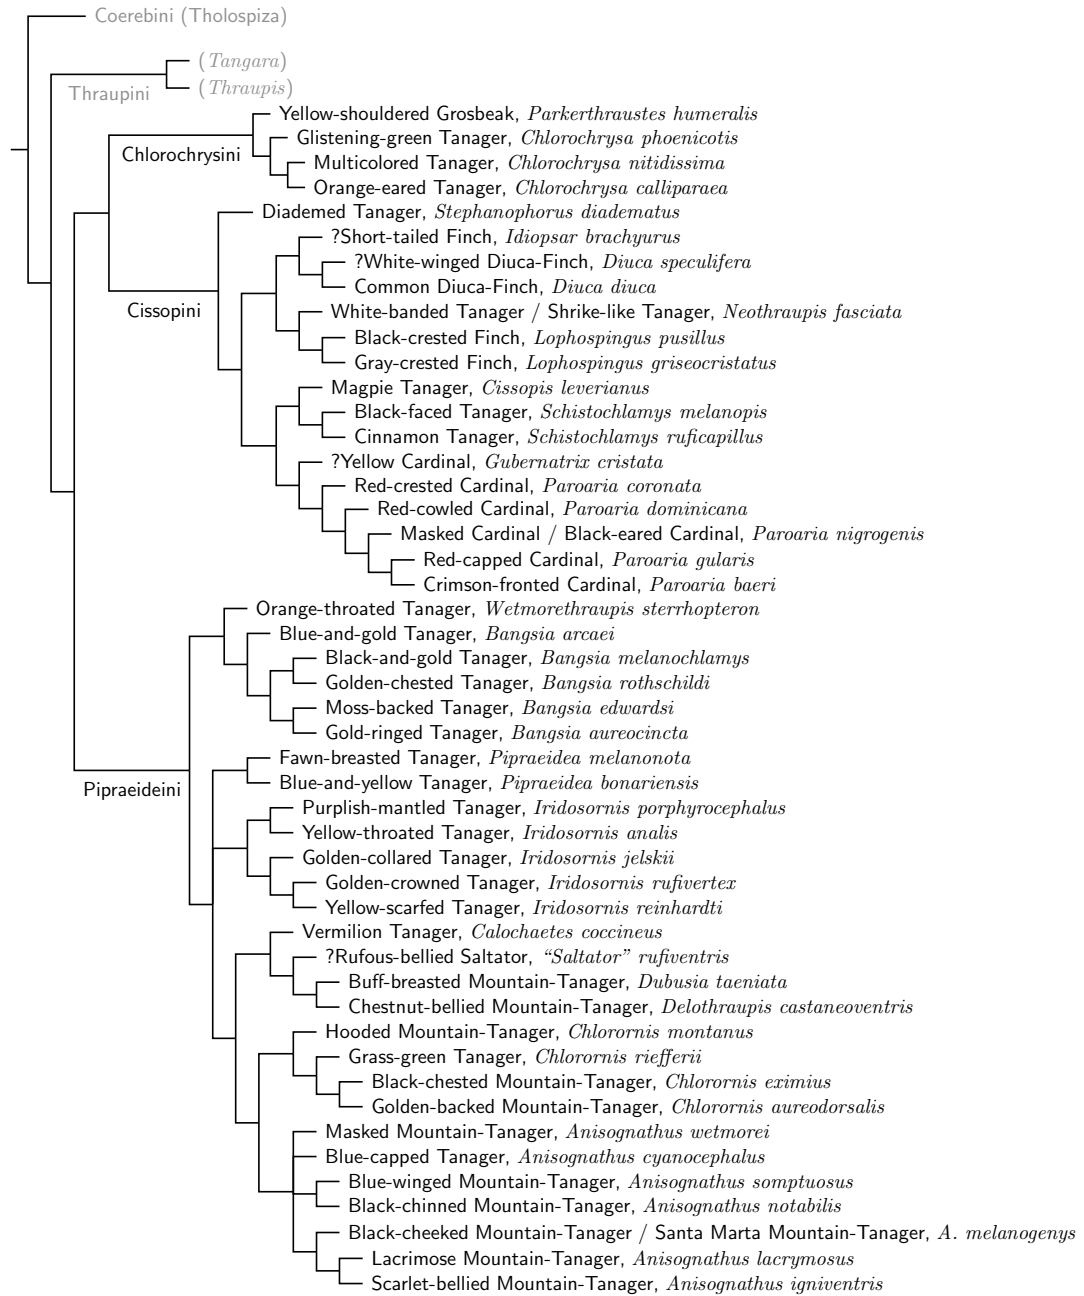 Coerebini (Tholospiza)
(Tangara)
Thraupini
(Thraupis)
Yellow-shouldered Grosbeak, Parkerthraustes humeralis
Glistening-green Tanager, Chlorochrysa phoenicotis
Chlorochrysini
Multicolored Tanager, Chlorochrysa nitidissima
Orange-eared Tanager, Chlorochrysa calliparaea
Diademed Tanager, Stephanophorus diadematus
?Short-tailed Finch, Idiopsar brachyurus
?White-winged Diuca-Finch, Diuca speculifera
Common Diuca-Finch, Diuca diuca
Cissopini
White-banded Tanager / Shrike-like Tanager, Neothraupis fasciata
Black-crested Finch, Lophospingus pusillus
Gray-crested Finch, Lophospingus griseocristatus
Magpie Tanager, Cissopis leverianus
Black-faced Tanager, Schistochlamys melanopis
Cinnamon Tanager, Schistochlamys ruficapillus
?Yellow Cardinal, Gubernatrix cristata
Red-crested Cardinal, Paroaria coronata
Red-cowled Cardinal, Paroaria dominicana
Masked Cardinal / Black-eared Cardinal, Paroaria nigrogenis
Red-capped Cardinal, Paroaria gularis
Crimson-fronted Cardinal, Paroaria baeri
Orange-throated Tanager, Wetmorethraupis sterrhopteron
Blue-and-gold Tanager, Bangsia arcaei
Black-and-gold Tanager, Bangsia melanochlamys
Golden-chested Tanager, Bangsia rothschildi
Moss-backed Tanager, Bangsia edwardsi
Gold-ringed Tanager, Bangsia aureocincta
Fawn-breasted Tanager, Pipraeidea melanonota
Pipraeideini
Blue-and-yellow Tanager, Pipraeidea bonariensis
Purplish-mantled Tanager, Iridosornis porphyrocephalus
Yellow-throated Tanager, Iridosornis analis
Golden-collared Tanager, Iridosornis jelskii
Golden-crowned Tanager, Iridosornis rufivertex
Yellow-scarfed Tanager, Iridosornis reinhardti
Vermilion Tanager, Calochaetes coccineus
?Rufous-bellied Saltator, “Saltator” rufiventris
Buff-breasted Mountain-Tanager, Dubusia taeniata
Chestnut-bellied Mountain-Tanager, Delothraupis castaneoventris
Hooded Mountain-Tanager, Chlorornis montanus
Grass-green Tanager, Chlorornis riefferii
Black-chested Mountain-Tanager, Chlorornis eximius
Golden-backed Mountain-Tanager, Chlorornis aureodorsalis
Masked Mountain-Tanager, Anisognathus wetmorei
Blue-capped Tanager, Anisognathus cyanocephalus
Blue-winged Mountain-Tanager, Anisognathus somptuosus
Black-chinned Mountain-Tanager, Anisognathus notabilis
Black-cheeked Mountain-Tanager / Santa Marta Mountain-Tanager, A. melanogenys
Lacrimose Mountain-Tanager, Anisognathus lacrymosus
Scarlet-bellied Mountain-Tanager, Anisognathus igniventris